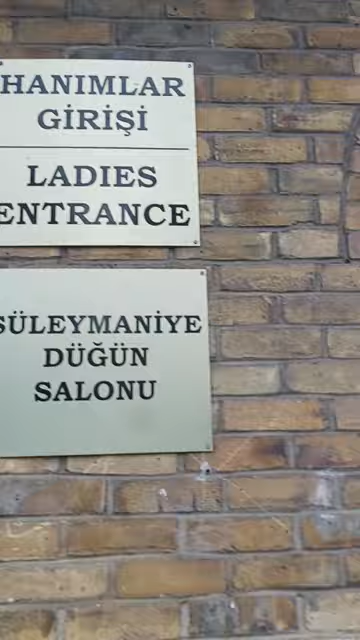 HANIMLAR
GİRİŞİ
LADIES
ENTRANCE
SÜLEYMANİYE
DÜĞÜN
SALONU